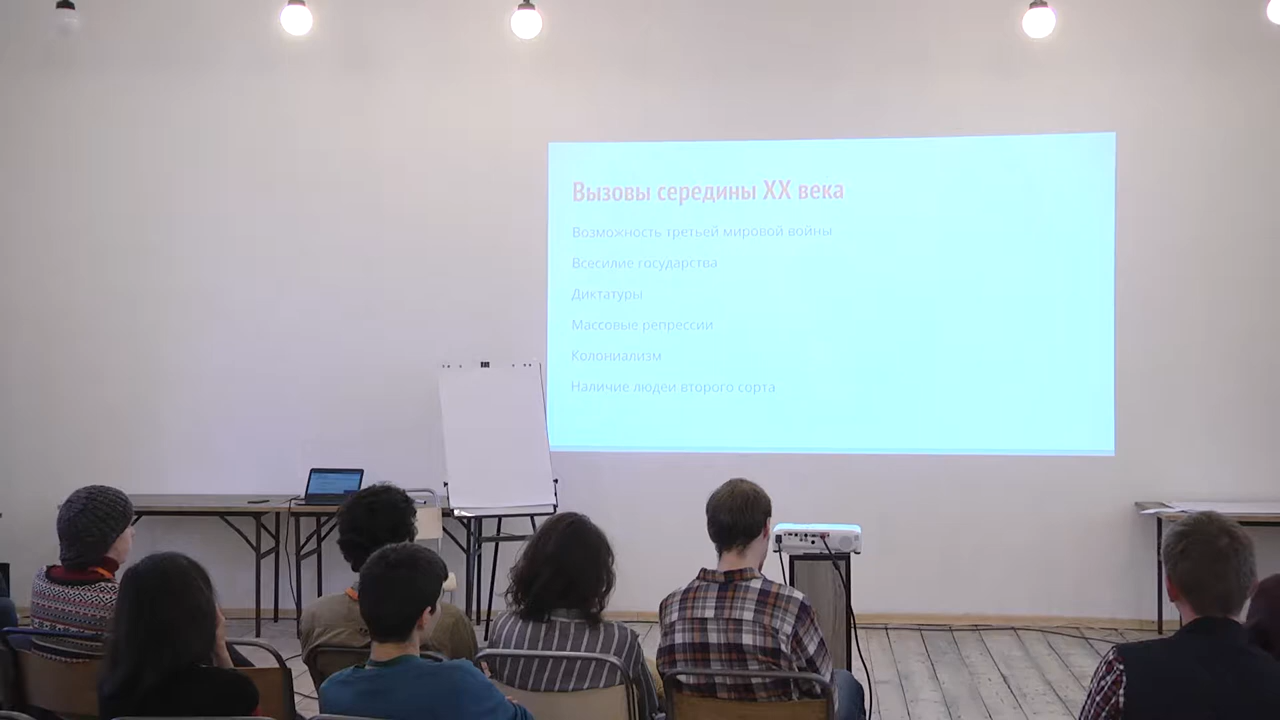 Вызовы середины XX века
Возможность третьей мировой войны
Всесилие государства
Диктатуры
Массовые репрессии
Колониализм
Наличие людей второго сорта